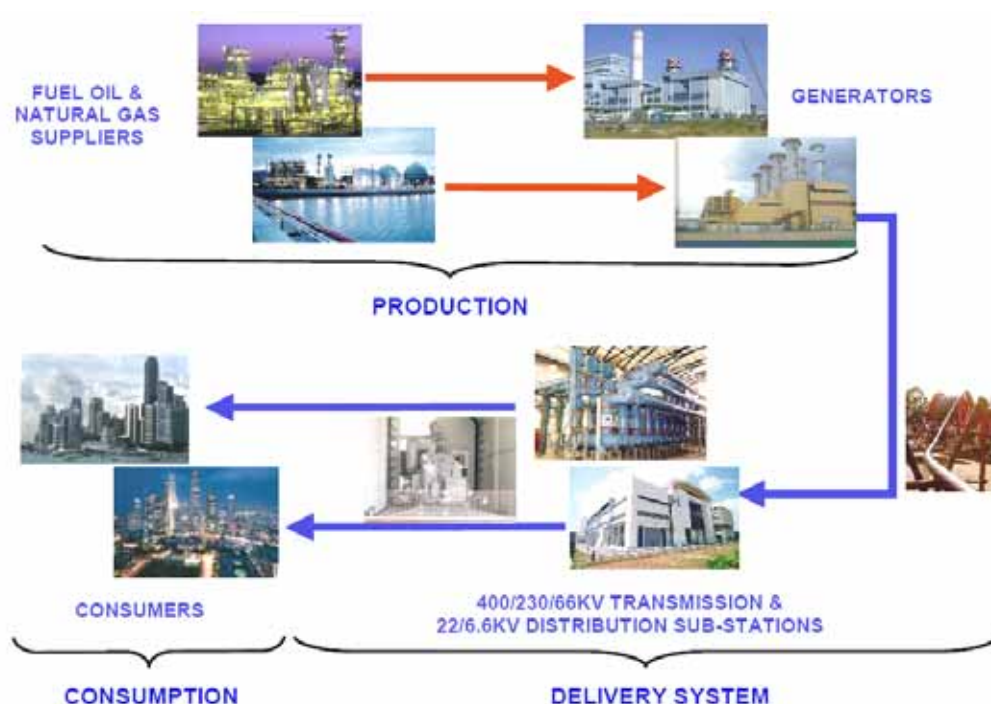 FUEL OIL &
NATURAL GAS
SUPPLIERS
GENERATORS
PRODUCTION
CONSUMERS
400/230/66KV TRANSMISSION &
22/6.6KV DISTRIBUTION SUB-STATIONS
CONSUMPTION
DELIVERY SYSTEM